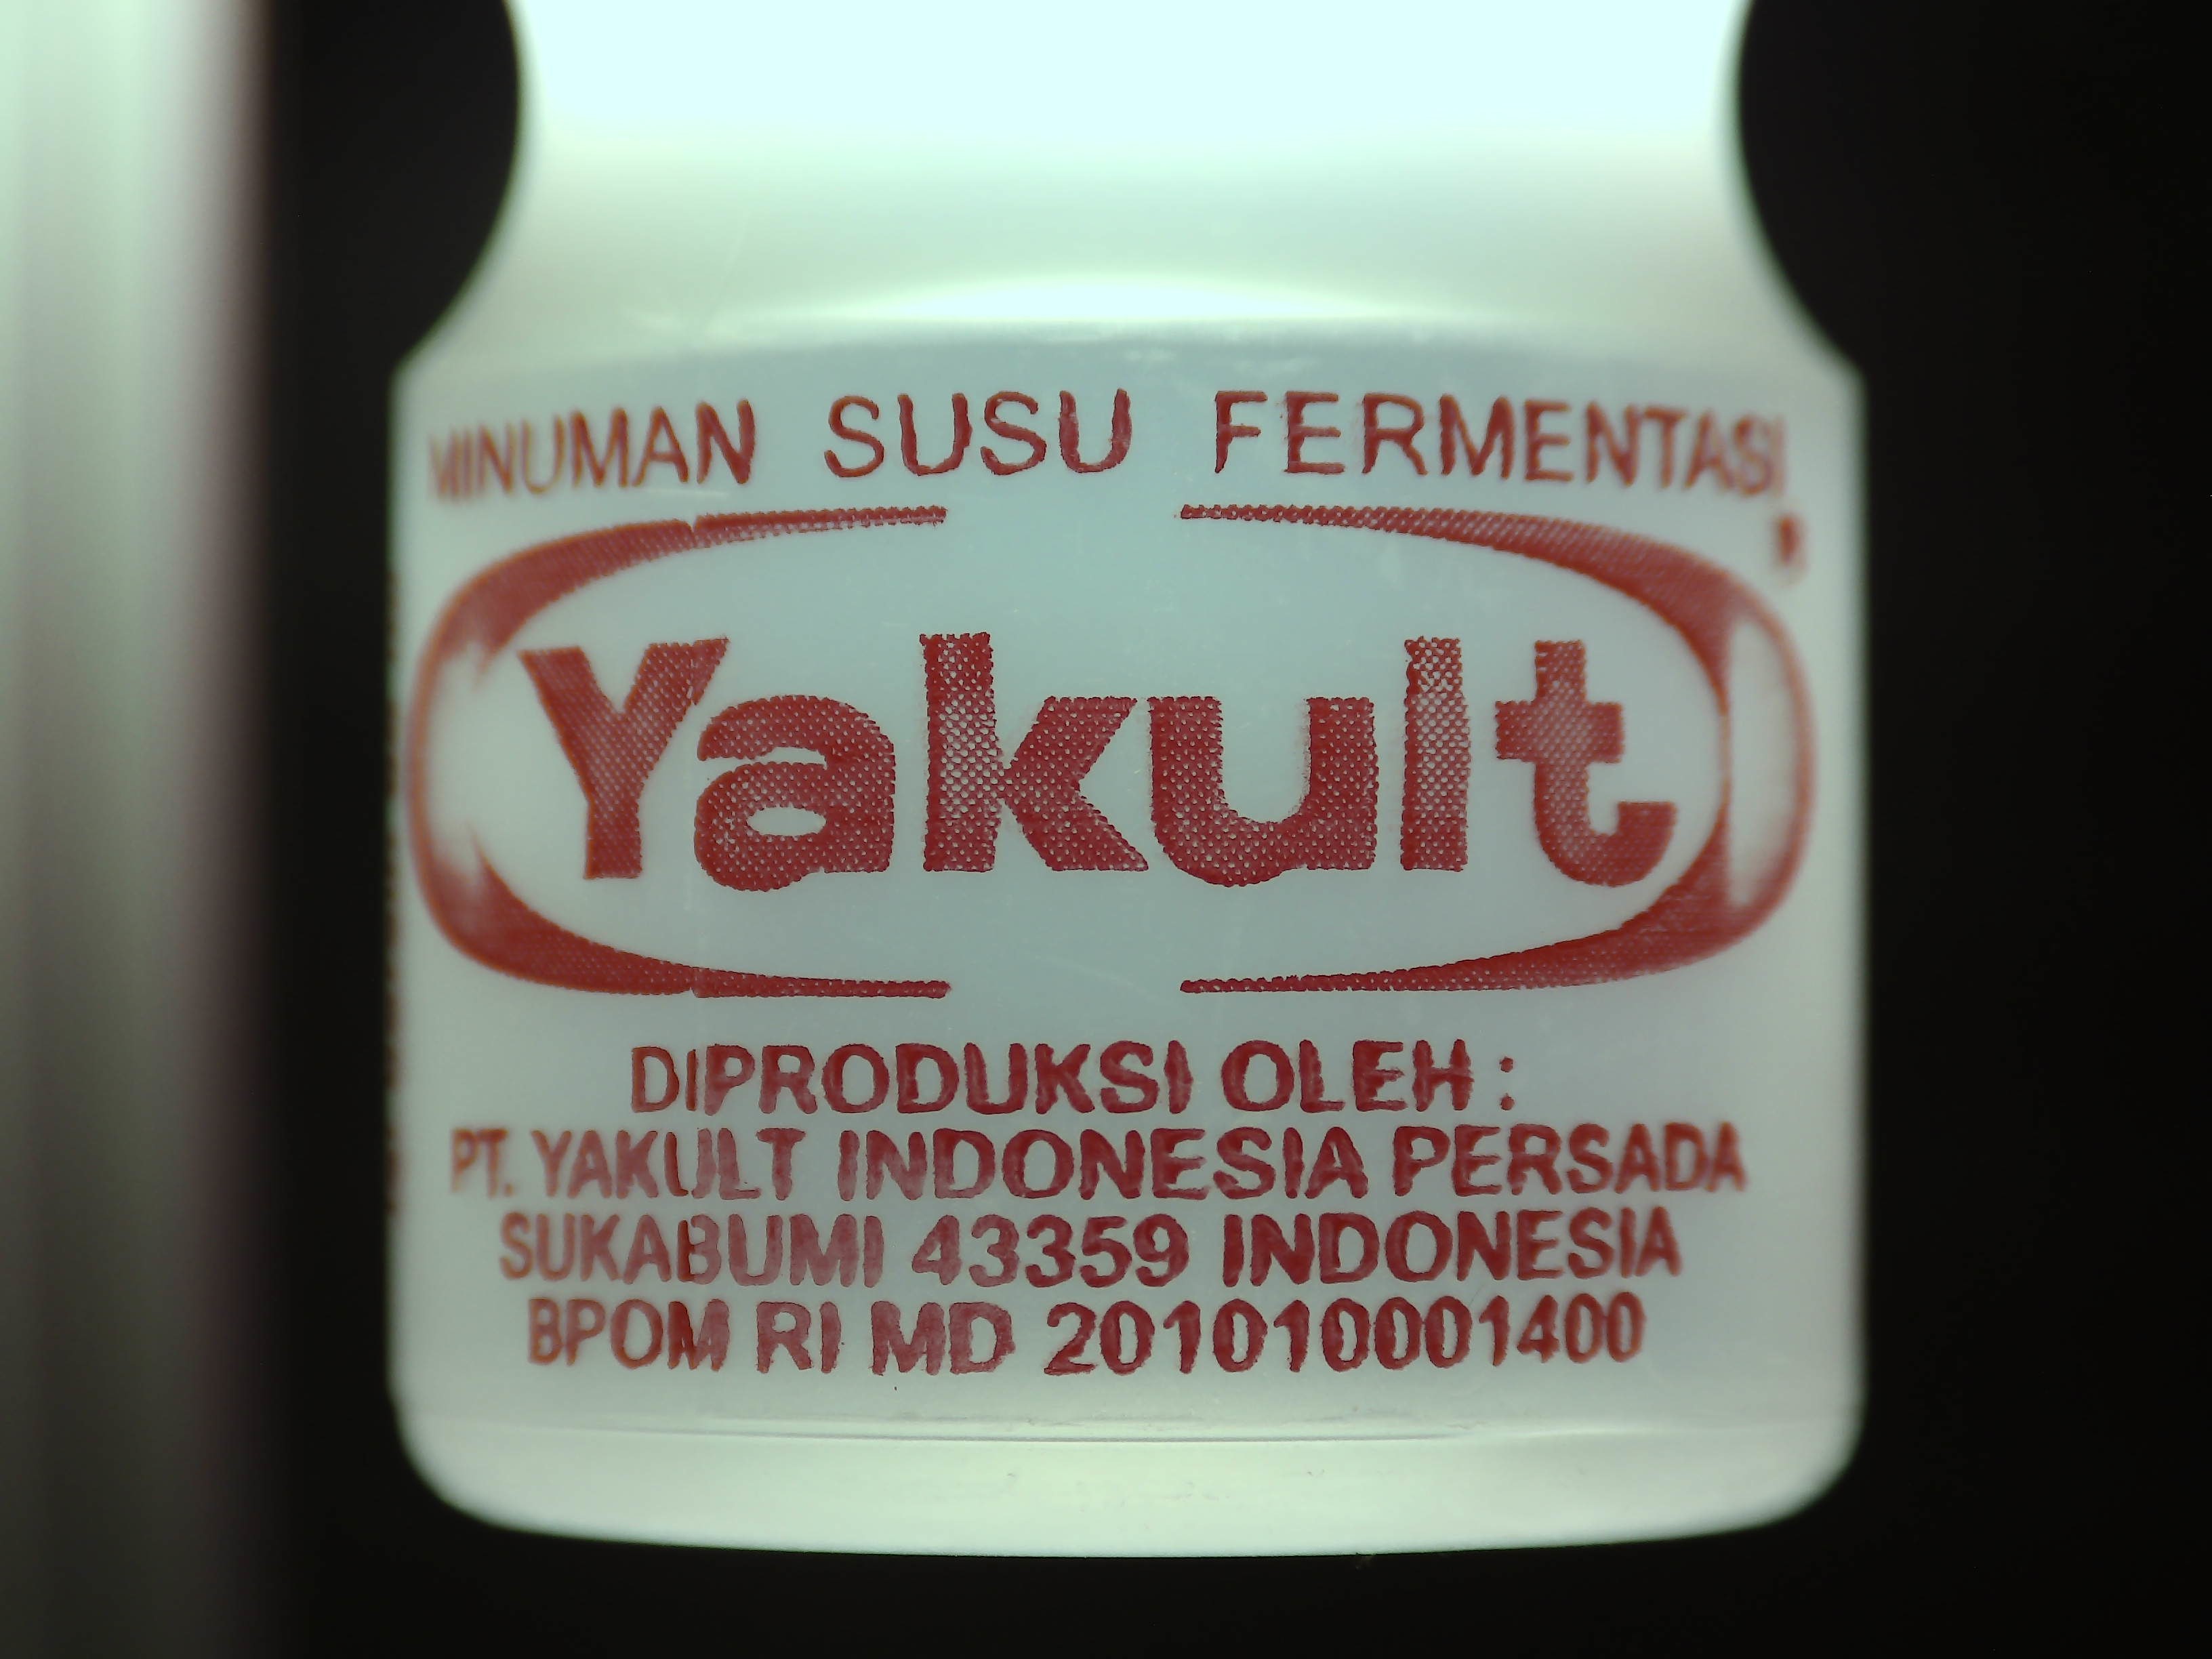 MINUMAN SUSU FERMENTASI
Yakult
DIPRODUKSI OLEH :
PT. YAKULT INDONESIA PERSADA
SUKABUMI 43359 INDONESIA
BPOM RI MD 201010001400